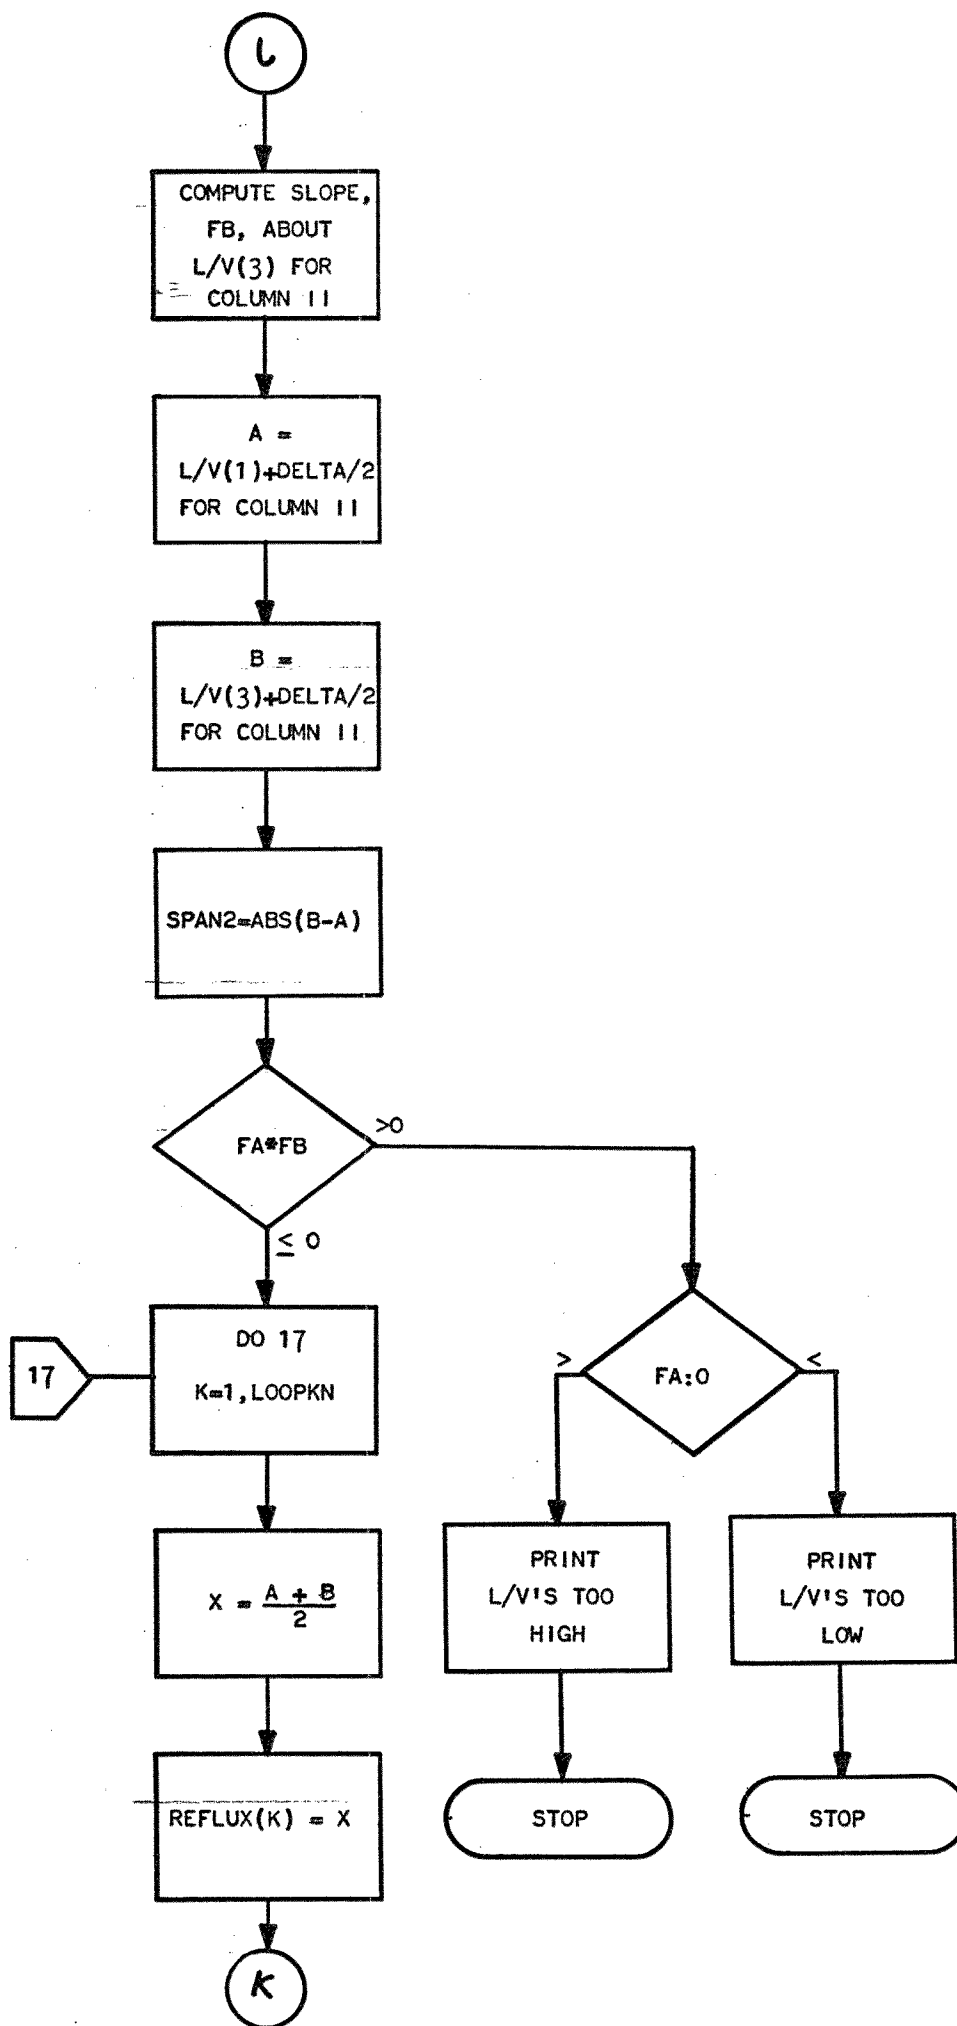 L
COMPUTE SLOPE,
FB, ABOUT
L/V(3) FOR
COLUMN II
A =
L/V(1)+DELTA/2
FOR COLUMN II
B =
L/V(3)+DELTA/2
FOR COLUMN II
SPAN2=ABS(B-A)
FA*FB
>0
≤ 0
17
DO 17
K=1,LOOPKN
FA:0
>
<
X = A + B
2
PRINT
L/V'S TOO
HIGH
PRINT
L/V'S TOO
LOW
REFLUX(K) = X
STOP
STOP
K